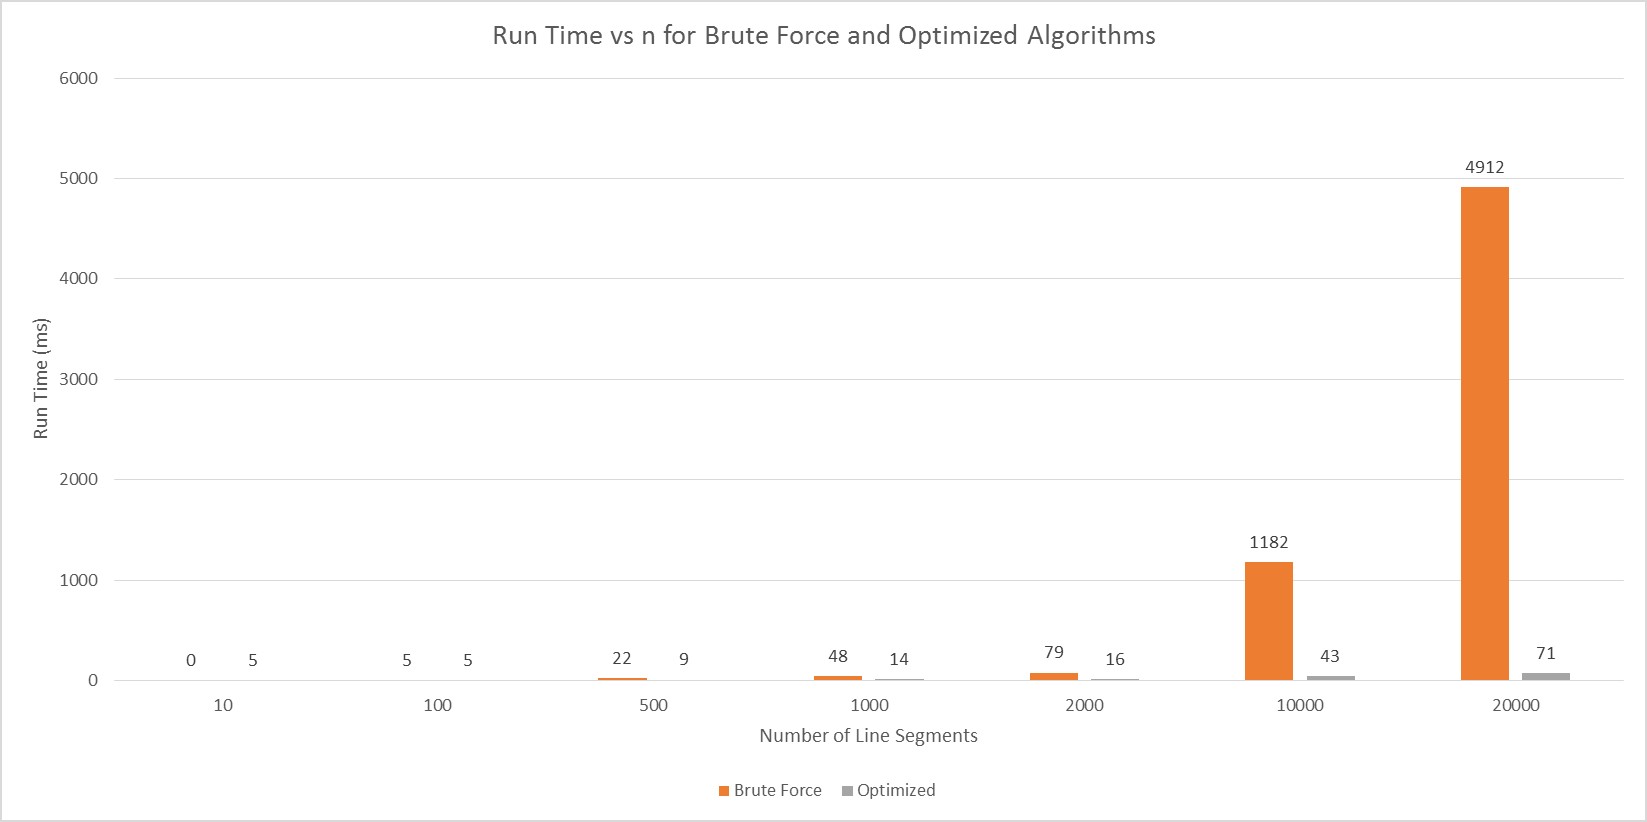 Run Time vs n for Brute Force and Optimized Algorithms
6000
5000
4000
3000
2000
1000
0
Run Time (ms)
0 5 5 5 22 9 48 14 79 16 1182 43 4912 71
10 100 500 1000 2000 10000 20000
Number of Line Segments
Brute Force Optimized